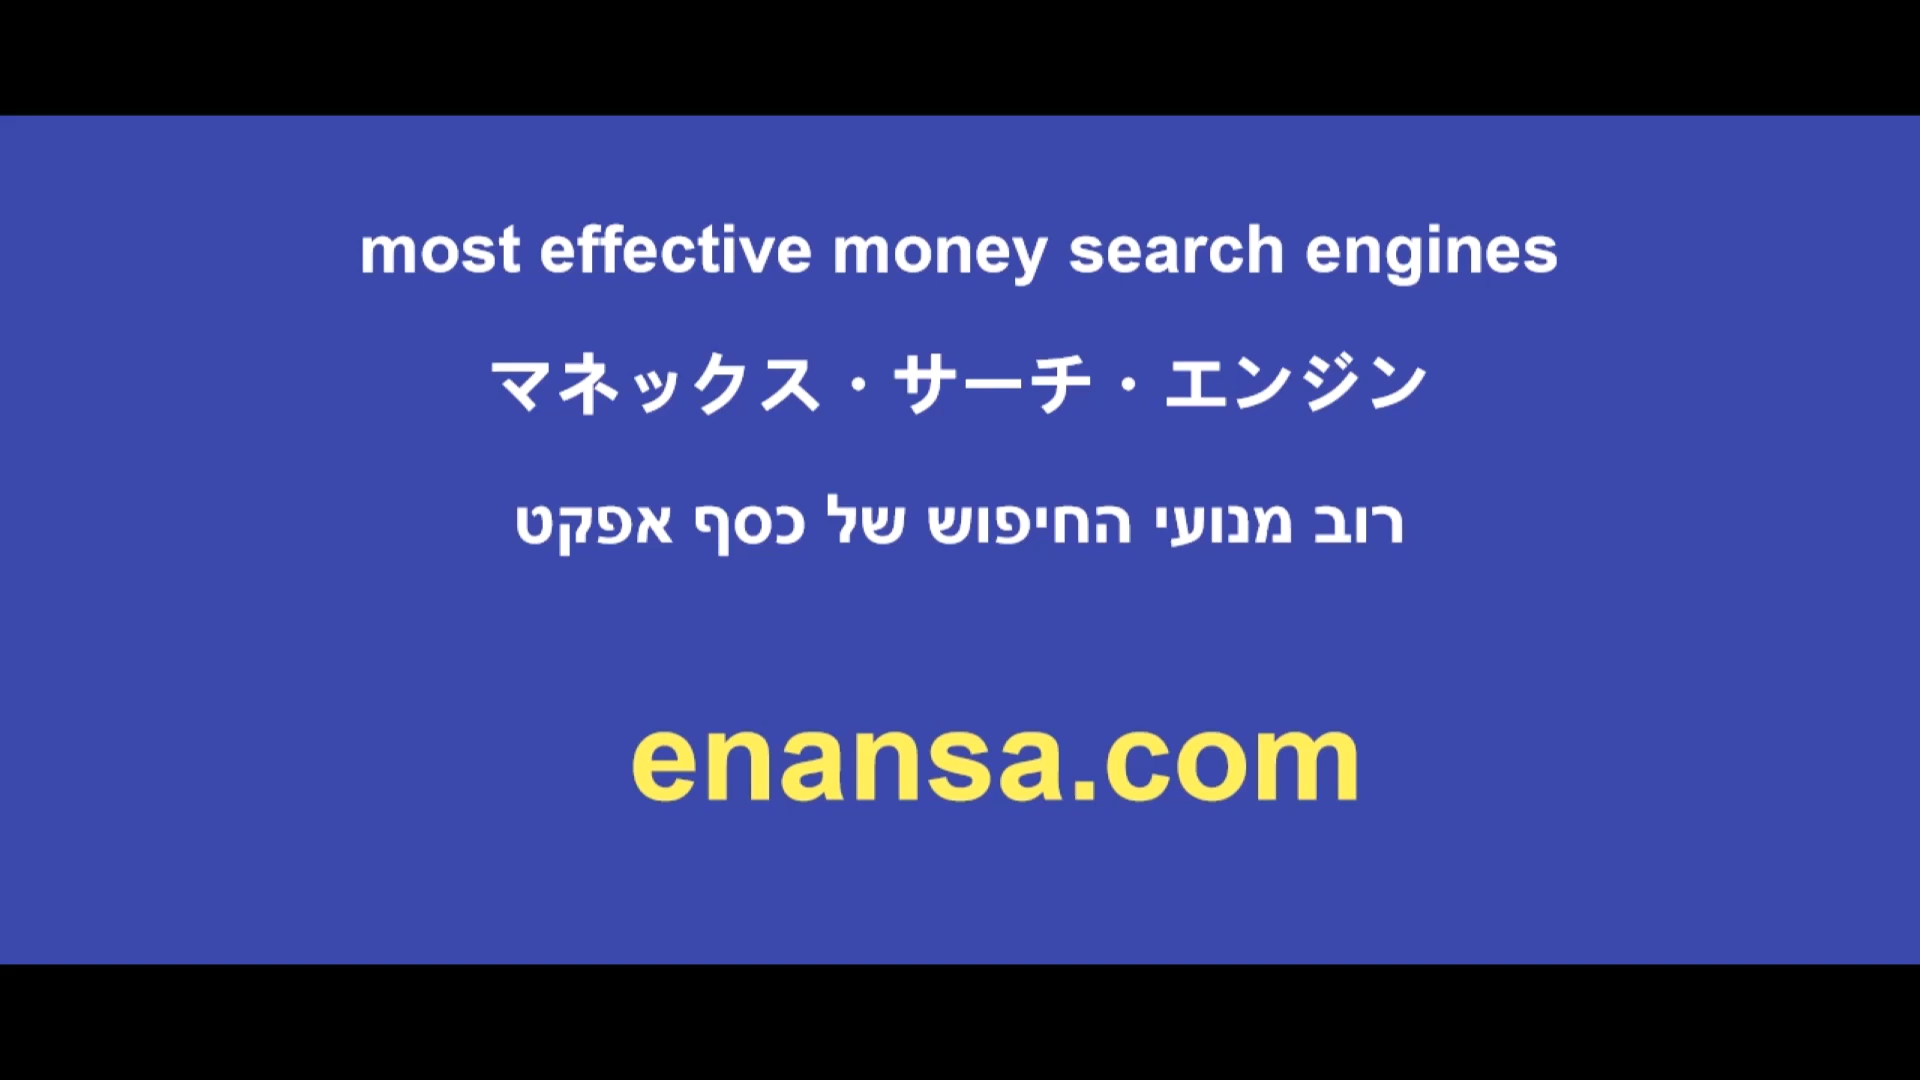 most effective money search engines
マネックス・サーチ・エンジン
רוב מנועי החיפוש של כסף אפקט
enansa.com